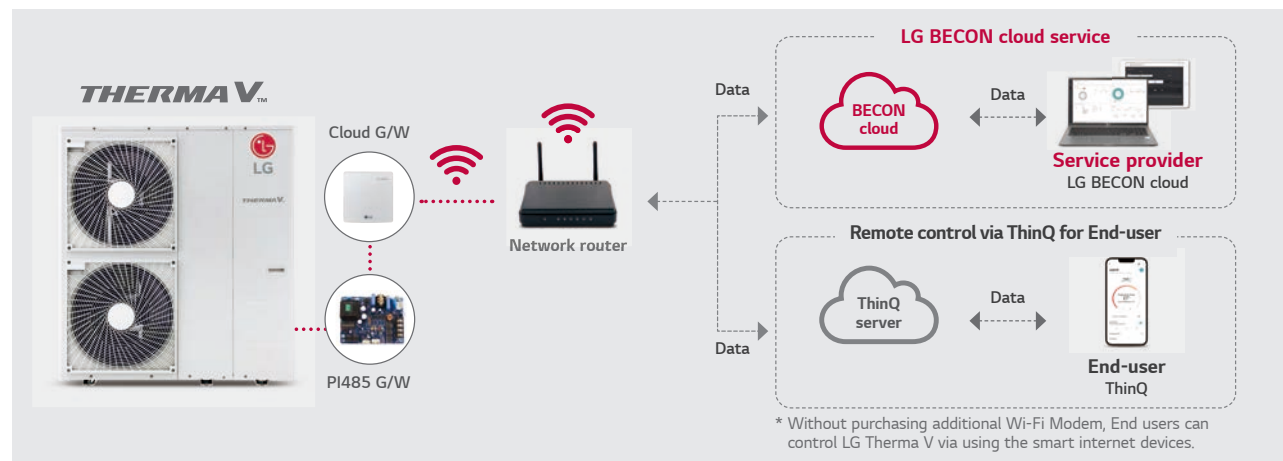 THERMA V™
LG
THERMA V.
Cloud G/W
PI485 G/W
Network router
Data
Data
LG BECON cloud service
BECON
cloud
Data
Service provider
LG BECON cloud
Remote control via ThinQ for End-user
ThinQ
server
Data
End-user
ThinQ
* Without purchasing additional Wi-Fi Modem, End users can
control LG Therma V via using the smart internet devices.